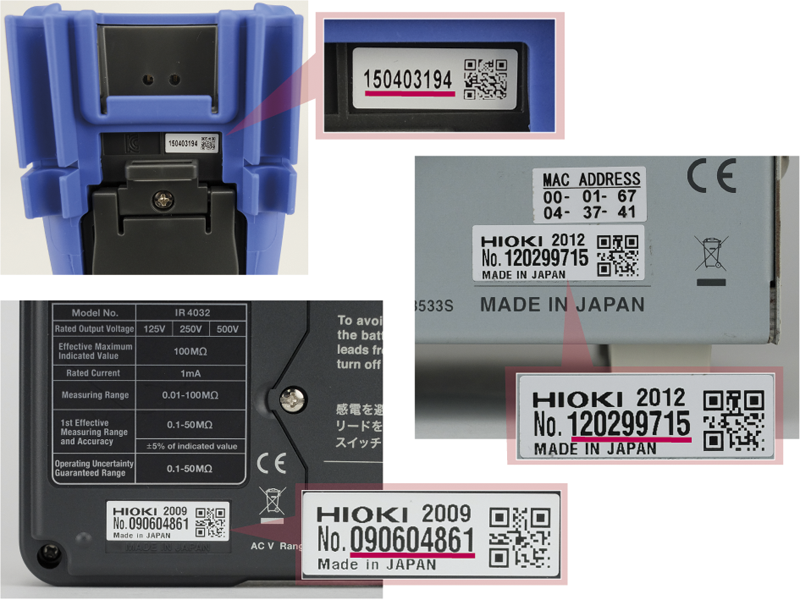 150403194
150403194
MAC ADDRESS
00- 01- 67
04- 37- 41
HIOKI 2012
No. 120299715
MADE IN JAPAN
3533S MADE IN JAPAN
HIOKI 2012
No. 120299715
MADE IN JAPAN
Model No. IR 4032
Rated Output Voltage 125V 250V 500V
Effective Maximum
Indicated Value 100MΩ
Rated Current 1mA
Measuring Range 0.01-100MΩ
1st Effective
Measuring Range
and Accuracy 0.1-50MΩ
±5% of indicated value
Operating Uncertainty
Guaranteed Range 0.1-50MΩ
To avoi
the batt
leads fro
turn off
感電を避
リードを
スイッチ
CE
CE
HIOKI 2009
No. 090604861
Made in JAPAN
AC V Rang
HIOKI 2009
No. 090604861
Made in JAPAN